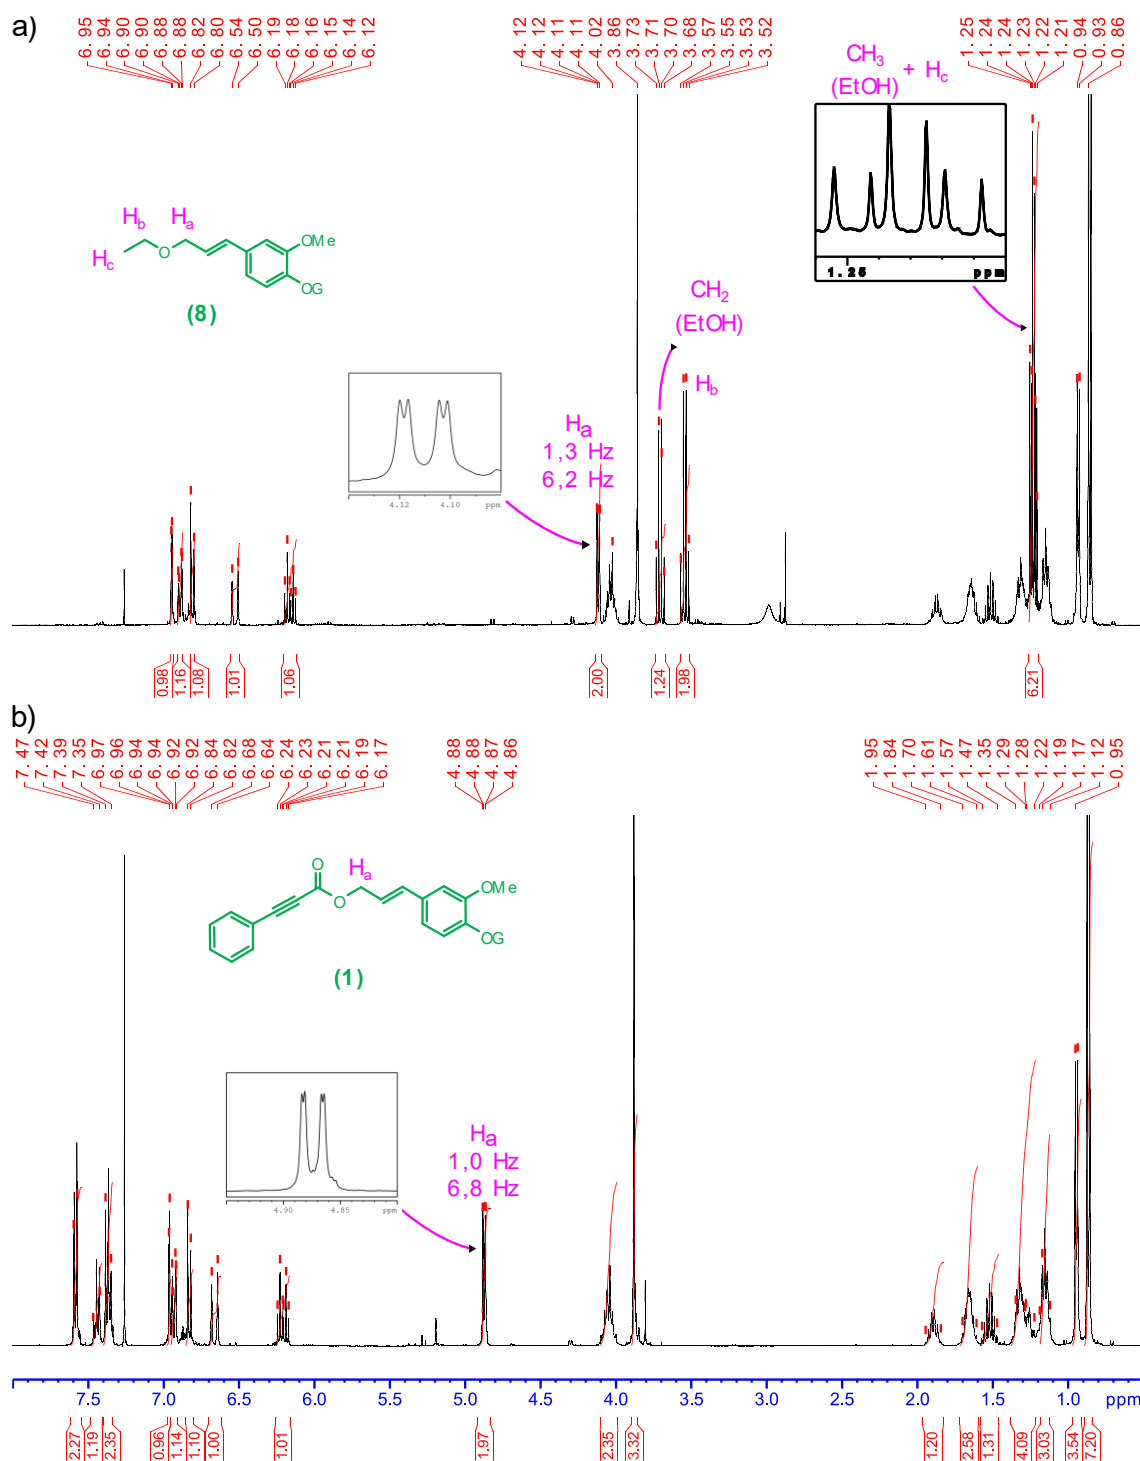 a)
6.95 6.94 6.90 6.90 6.88 6.88 6.82 6.80 6.54 6.50 6.19 6.18 6.16 6.15 6.14 6.12
4.12 4.12 4.11 4.11 4.02 3.86 3.73 3.71 3.70 3.68 3.57 3.55 3.53 3.52
1.25 1.24 1.24 1.23 1.22 1.21 0.94 0.93 0.86
CH3 + Hc
(EtOH)
1.25 ppm
Hb Ha
Hc O OMe
OG
(8)
CH2
(EtOH)
Hb
4.12 4.10 ppm
Ha
1,3 Hz
6,2 Hz
0.98 1.16 1.08 1.01 1.06 2.00 1.24 1.98 6.21
b)
7.47 7.42 7.39 7.35 6.97 6.96 6.94 6.94 6.92 6.92 6.84 6.82 6.68 6.64 6.24 6.23 6.21 6.21 6.19 6.17
4.88 4.88 4.87 4.86
1.95 1.84 1.70 1.61 1.57 1.47 1.35 1.29 1.28 1.22 1.19 1.17 1.12 0.95
O Ha
O OMe
OG
(1)
4.90 4.85 ppm
Ha
1,0 Hz
6,8 Hz
7.5 7.0 6.5 6.0 5.5 5.0 4.5 4.0 3.5 3.0 2.5 2.0 1.5 1.0 ppm
2.27 1.19 2.35 0.96 1.14 1.10 1.00 1.01 1.97 2.35 3.32 1.20 2.58 1.31 4.09 3.03 3.54 7.20